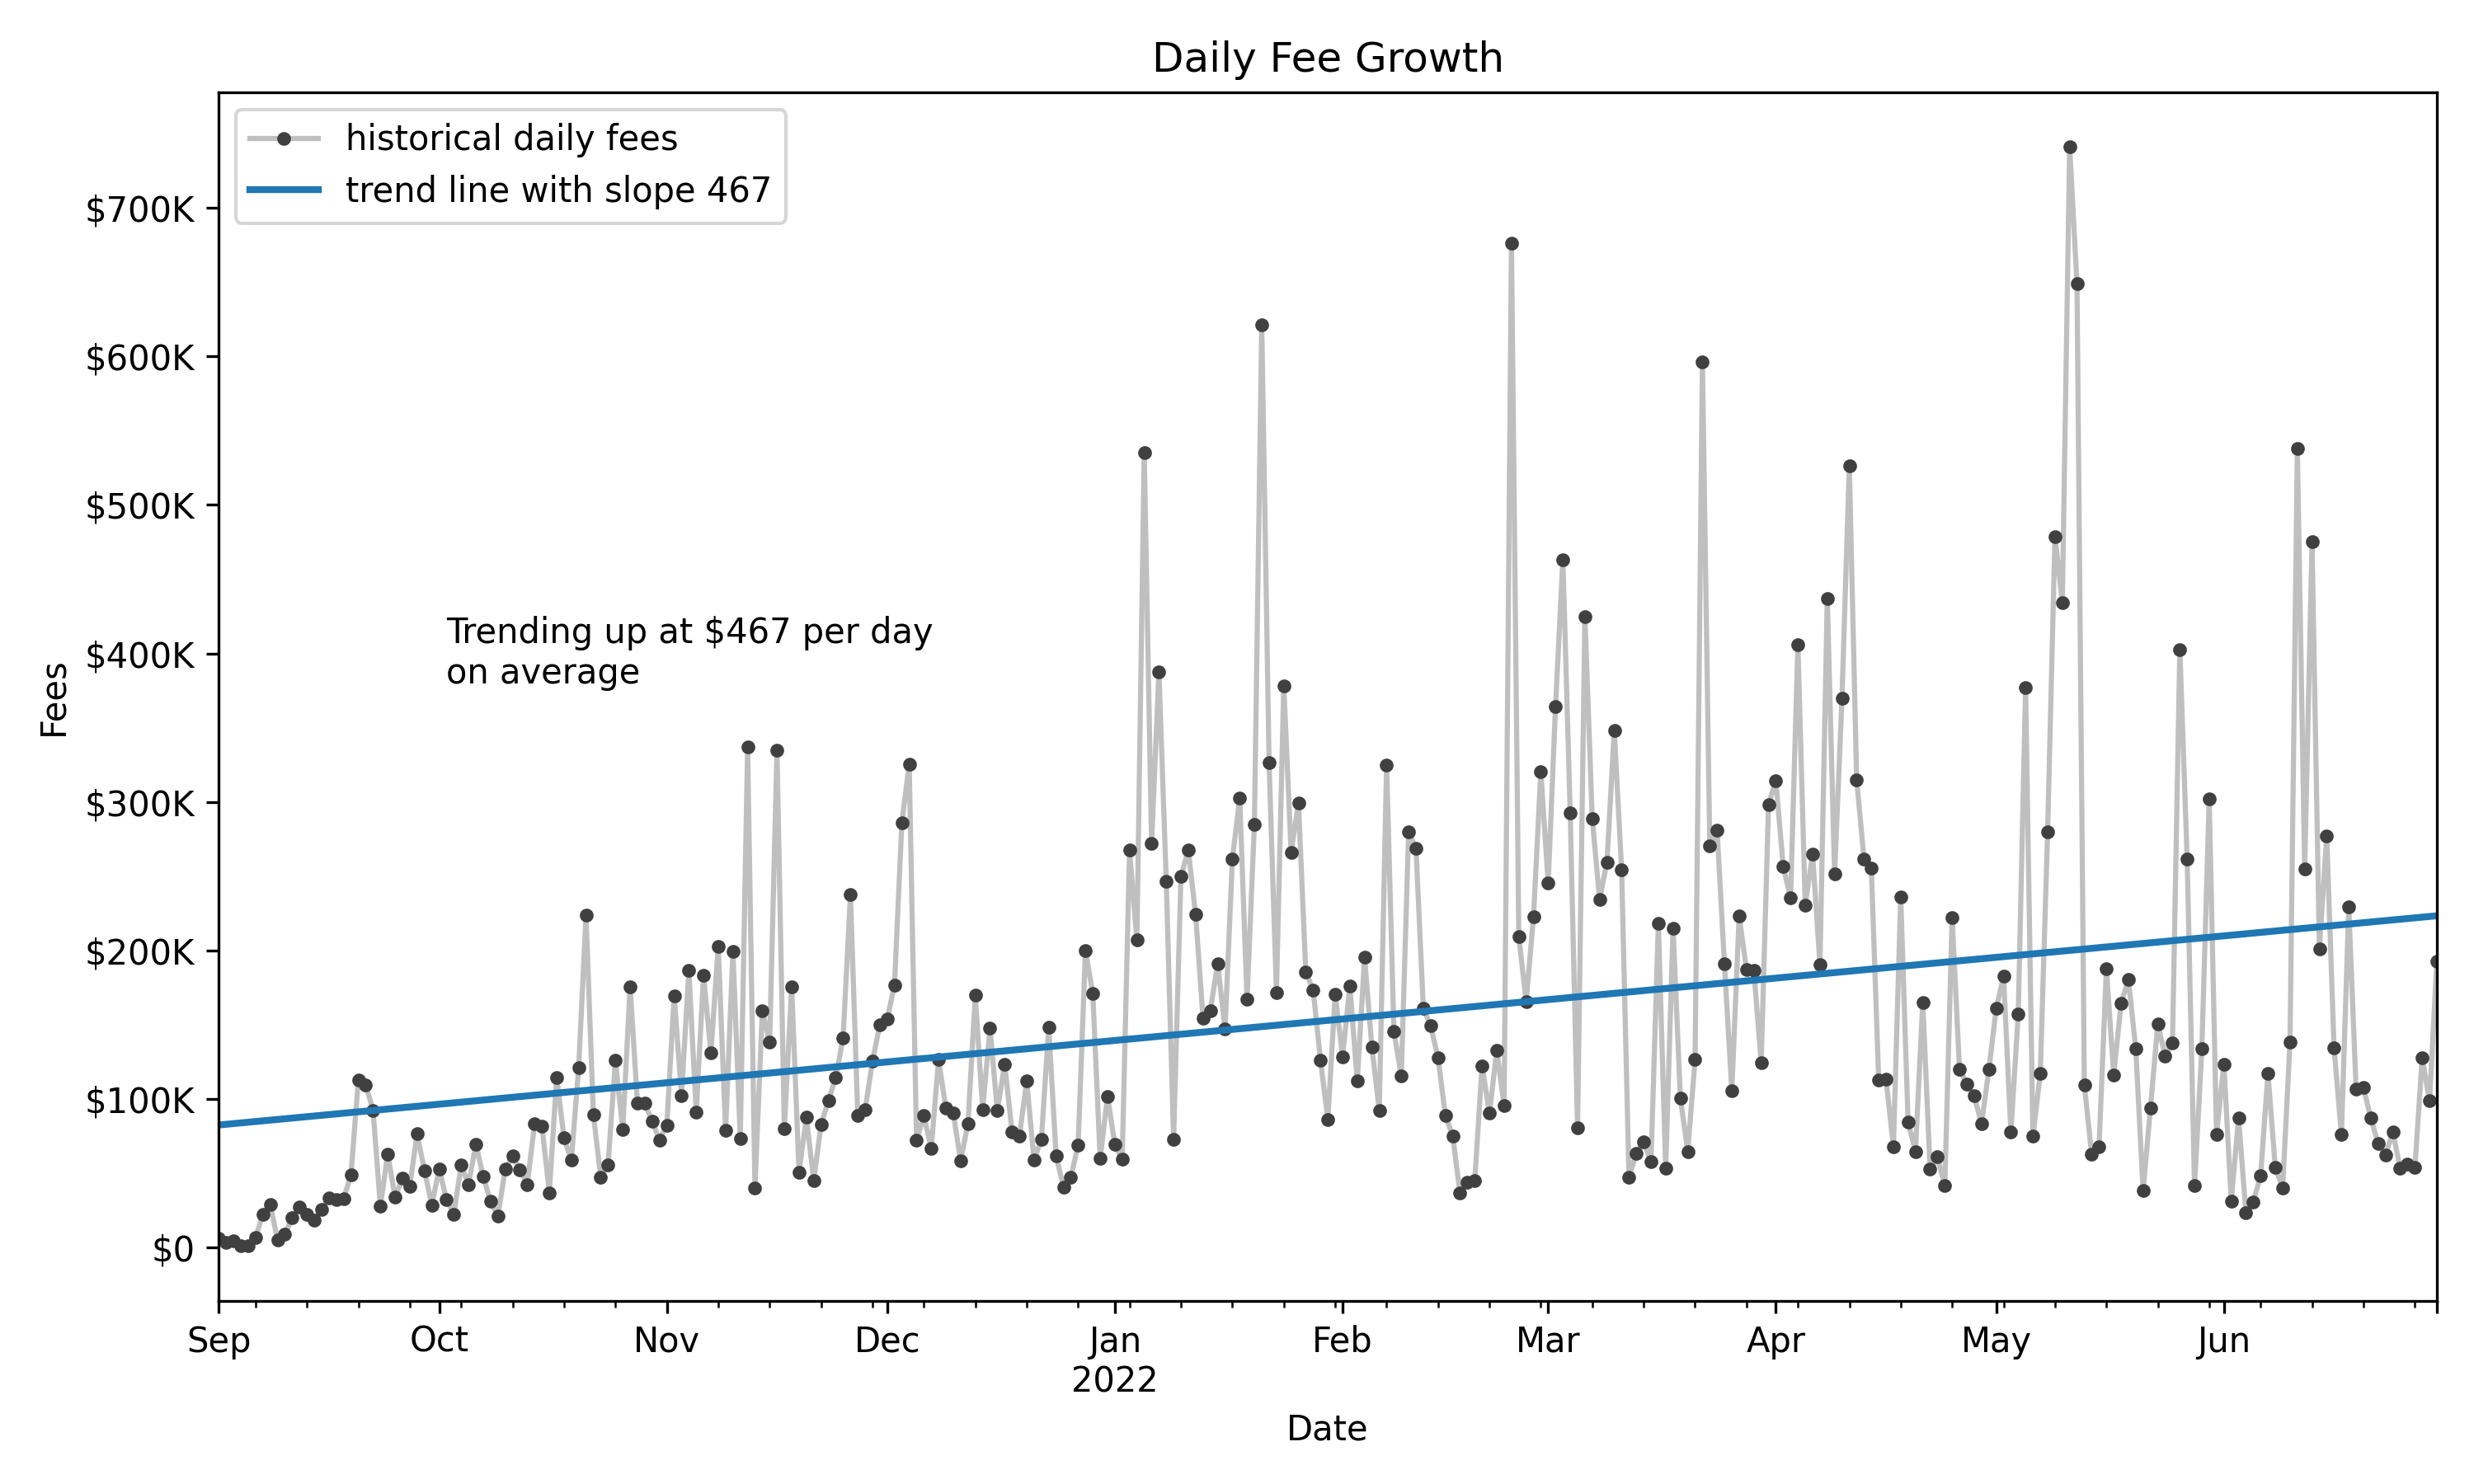 Daily Fee Growth
historical daily fees
trend line with slope 467
$700K
$600K
$500K
$400K
$300K
$200K
$100K
$0
Fees
Trending up at $467 per day
on average
Sep Oct Nov Dec Jan Feb Mar Apr May Jun
2022
Date